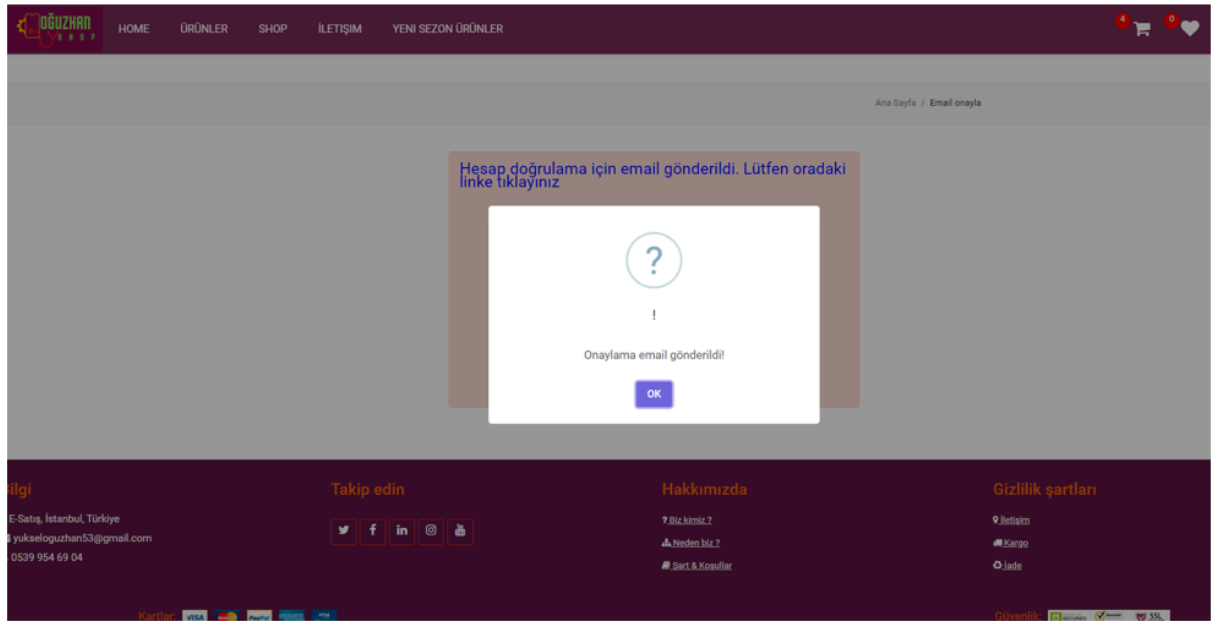 OĞUZHAN
SHOP
HOME ÜRÜNLER SHOP İLETIŞIM YENI SEZON ÜRÜNLER
4 0
Ana Sayfa / Email onayla
Hesap doğrulama için email gönderildi. Lütfen oradaki
linke tıklayınız
?
!
Onaylama email gönderildi!
OK
Bilgi Takip edin Hakkımızda Gizlilik şartları
E-Satış, İstanbul, Türkiye
yukseloguzhan53@gmail.com
0539 954 69 04
? Biz kimiz ?
Neden biz ?
Şart & Koşullar
İletişim
Kargo
İade
Kartlar: VISA PayPal
Güvenlik: SSL